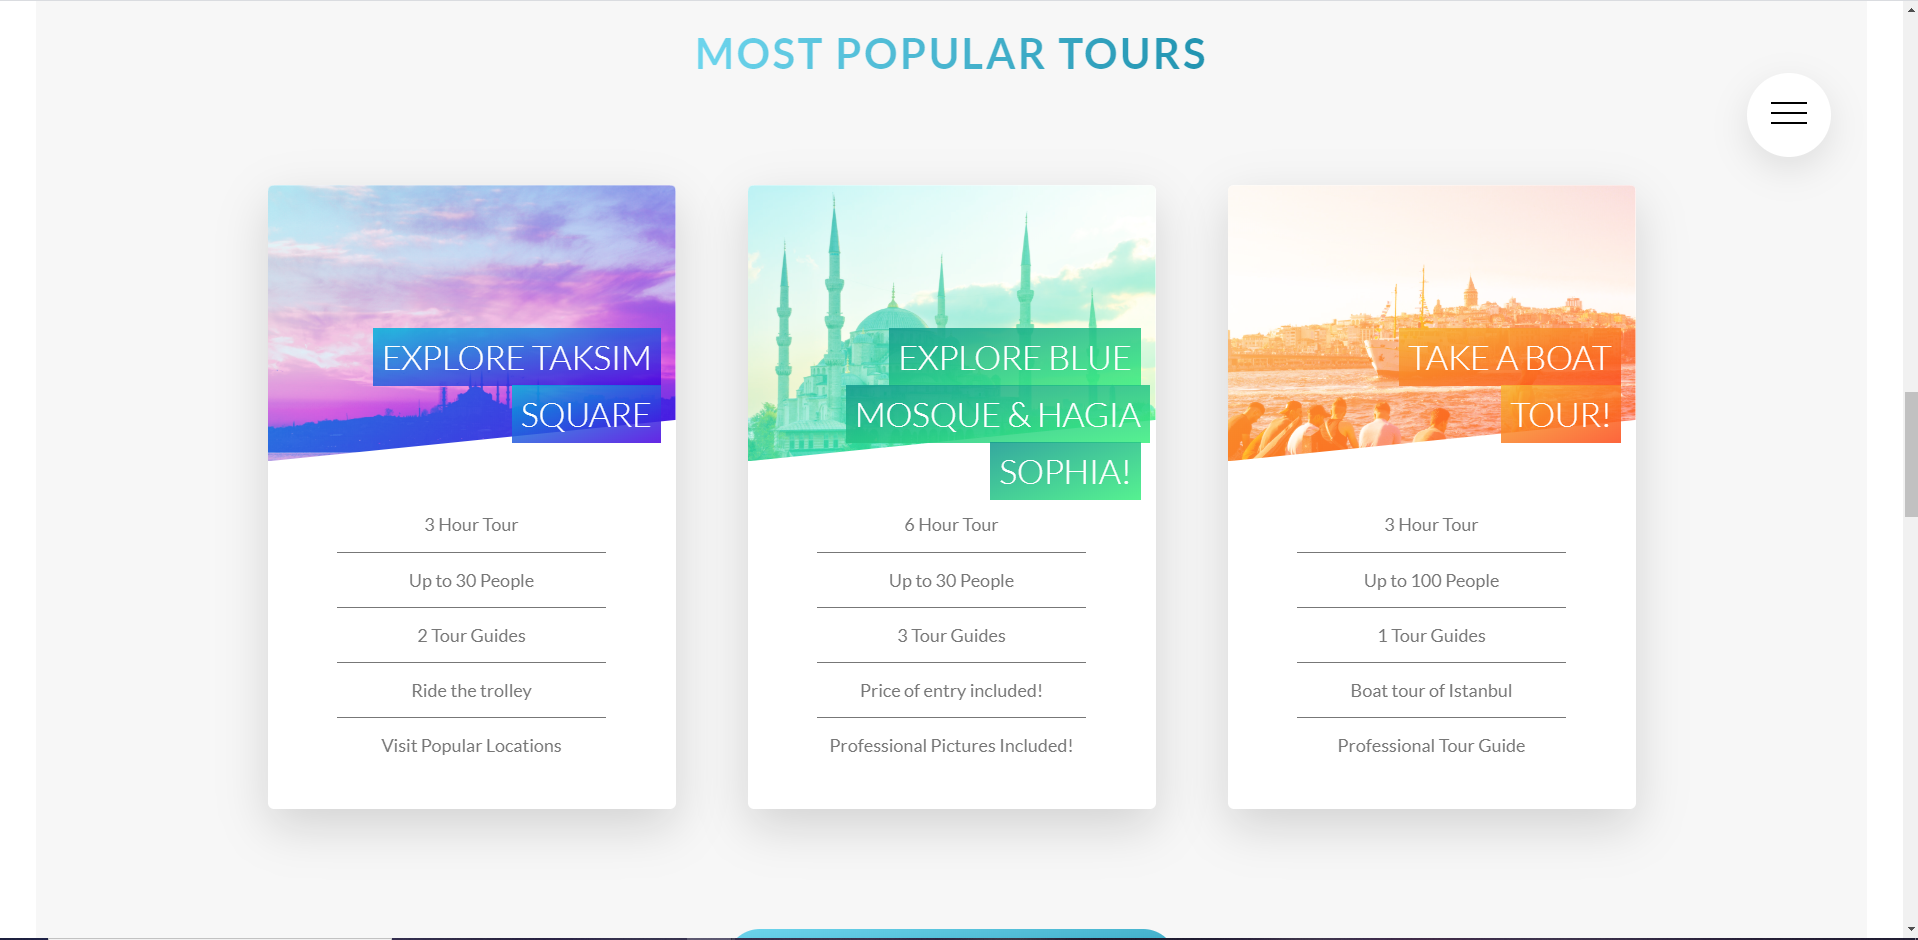 MOST POPULAR TOURS
EXPLORE TAKSIM
SQUARE
3 Hour Tour
Up to 30 People
2 Tour Guides
Ride the trolley
Visit Popular Locations
EXPLORE BLUE
MOSQUE & HAGIA
SOPHIA!
6 Hour Tour
Up to 30 People
3 Tour Guides
Price of entry included!
Professional Pictures Included!
TAKE A BOAT
TOUR!
3 Hour Tour
Up to 100 People
1 Tour Guides
Boat tour of Istanbul
Professional Tour Guide